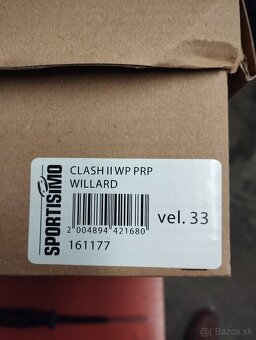 SPORTISIMO
CLASH II WP PRP
WILLARD
vel. 33
2 004894 421680
161177
© Bazos.sk